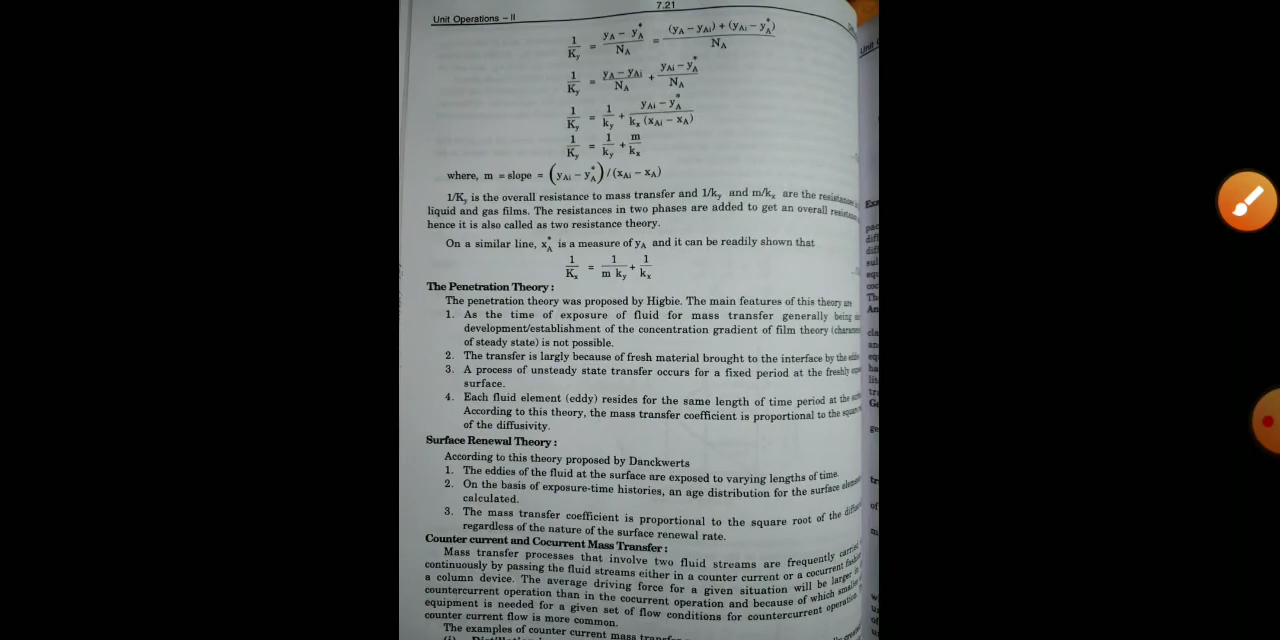 7.21
Unit Operations – II
1/K_y = (y_A – y*_A)/N_A = ((y_A – y_Ai) + (y_Ai – y*_A))/N_A
1/K_y = (y_A – y_Ai)/N_A + (y_Ai – y*_A)/N_A
1/K_y = 1/k_y + (y_Ai – y*_A)/(k_x (x_Ai – x_A))
1/K_y = 1/k_y + m/k_x
where, m = slope = (y_Ai – y*_A)/(x_Ai – x_A)
1/K_y is the overall resistance to mass transfer and 1/k_y and m/k_x are the
liquid and gas films. The resistances in two phases are added to get an overall
hence it is also called as two resistance theory.
On a similar line, x*_A is a measure of y_A and it can be readily shown that
1/K_x = 1/(m k_y) + 1/k_x
The Penetration Theory :
The penetration theory was proposed by Higbie. The main features of this theory are
1. As the time of exposure of fluid for mass transfer generally being
development/establishment of the concentration gradient of film theory
of steady state) is not possible.
2. The transfer is largely because of fresh material brought to the interface by the
3. A process of unsteady state transfer occurs for a fixed period at the freshly
surface.
4. Each fluid element (eddy) resides for the same length of time period at the
According to this theory, the mass transfer coefficient is proportional to the
of the diffusivity.
Surface Renewal Theory :
According to this theory proposed by Danckwerts
1. The eddies of the fluid at the surface are exposed to varying lengths of time.
2. On the basis of exposure-time histories, an age distribution for the surface
calculated.
3. The mass transfer coefficient is proportional to the square root of the
regardless of the nature of the surface renewal rate.
Counter current and Cocurrent Mass Transfer :
Mass transfer processes that involve two fluid streams are frequently carried
continuously by passing the fluid streams either in a counter current or a cocurrent
a column device. The average driving force for a given situation will be larger in
countercurrent operation than in the cocurrent operation and because of which smaller
equipment is needed for a given set of flow conditions for countercurrent operation.
counter current flow is more common.
The examples of counter current mass